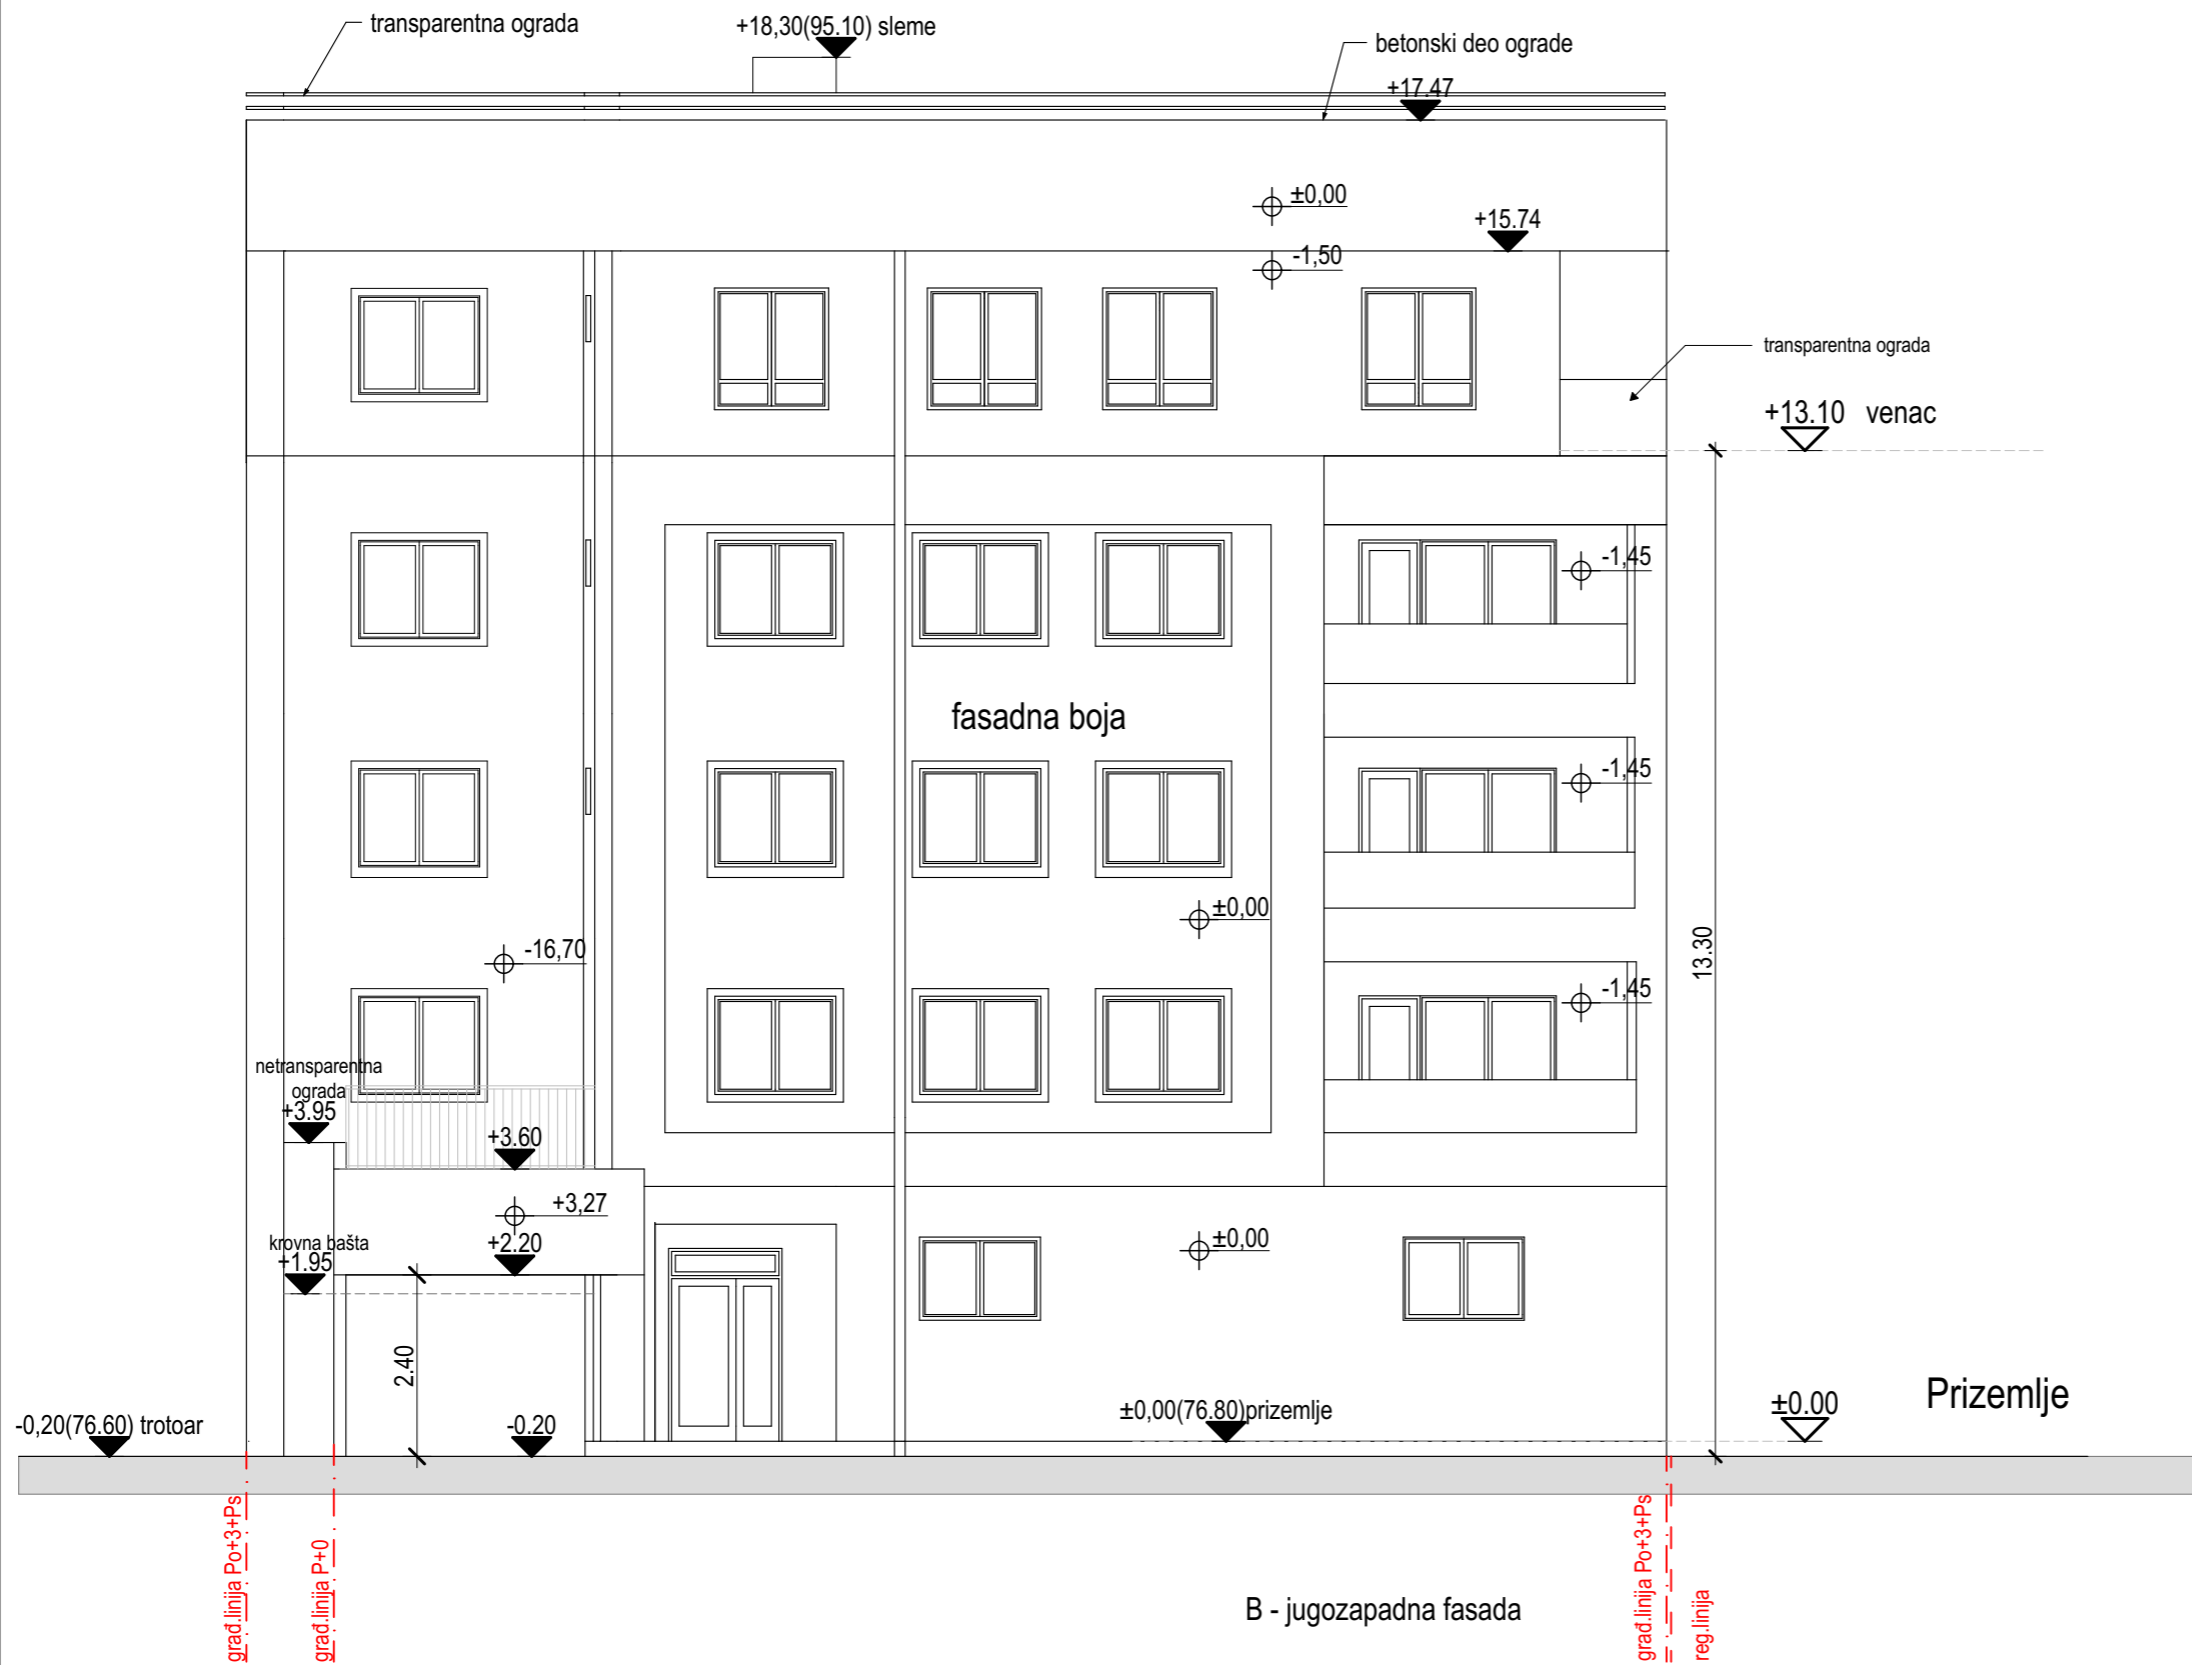 transparentna ograda
+18,30(95.10) sleme
betonski deo ograde
+17.47
±0,00
+15.74
-1,50
transparentna ograda
+13.10 venac
-1,45
fasadna boja
-1,45
±0,00
-16,70
13.30
-1,45
netransparentna
ograda
+3.95
+3.60
+3,27
krovna bašta
+2.20
±0,00
+1.95
2.40
Prizemlje
±0.00
±0,00(76.80)prizemlje
-0,20(76.60) trotoar
-0.20
građ.linija Po+3+Ps
građ.linija P+0
građ.linija Po+3+Ps
reg.linija
B - jugozapadna fasada